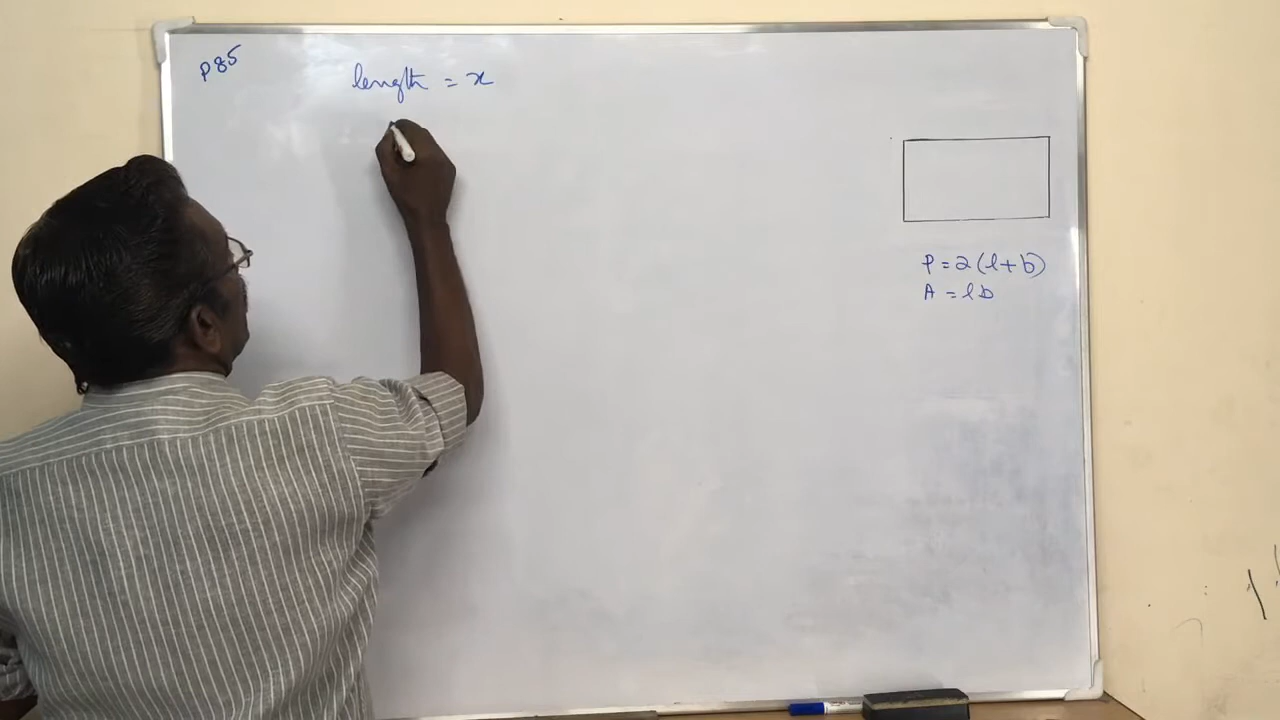 P85
length = x
P = 2(l+b)
A = lb